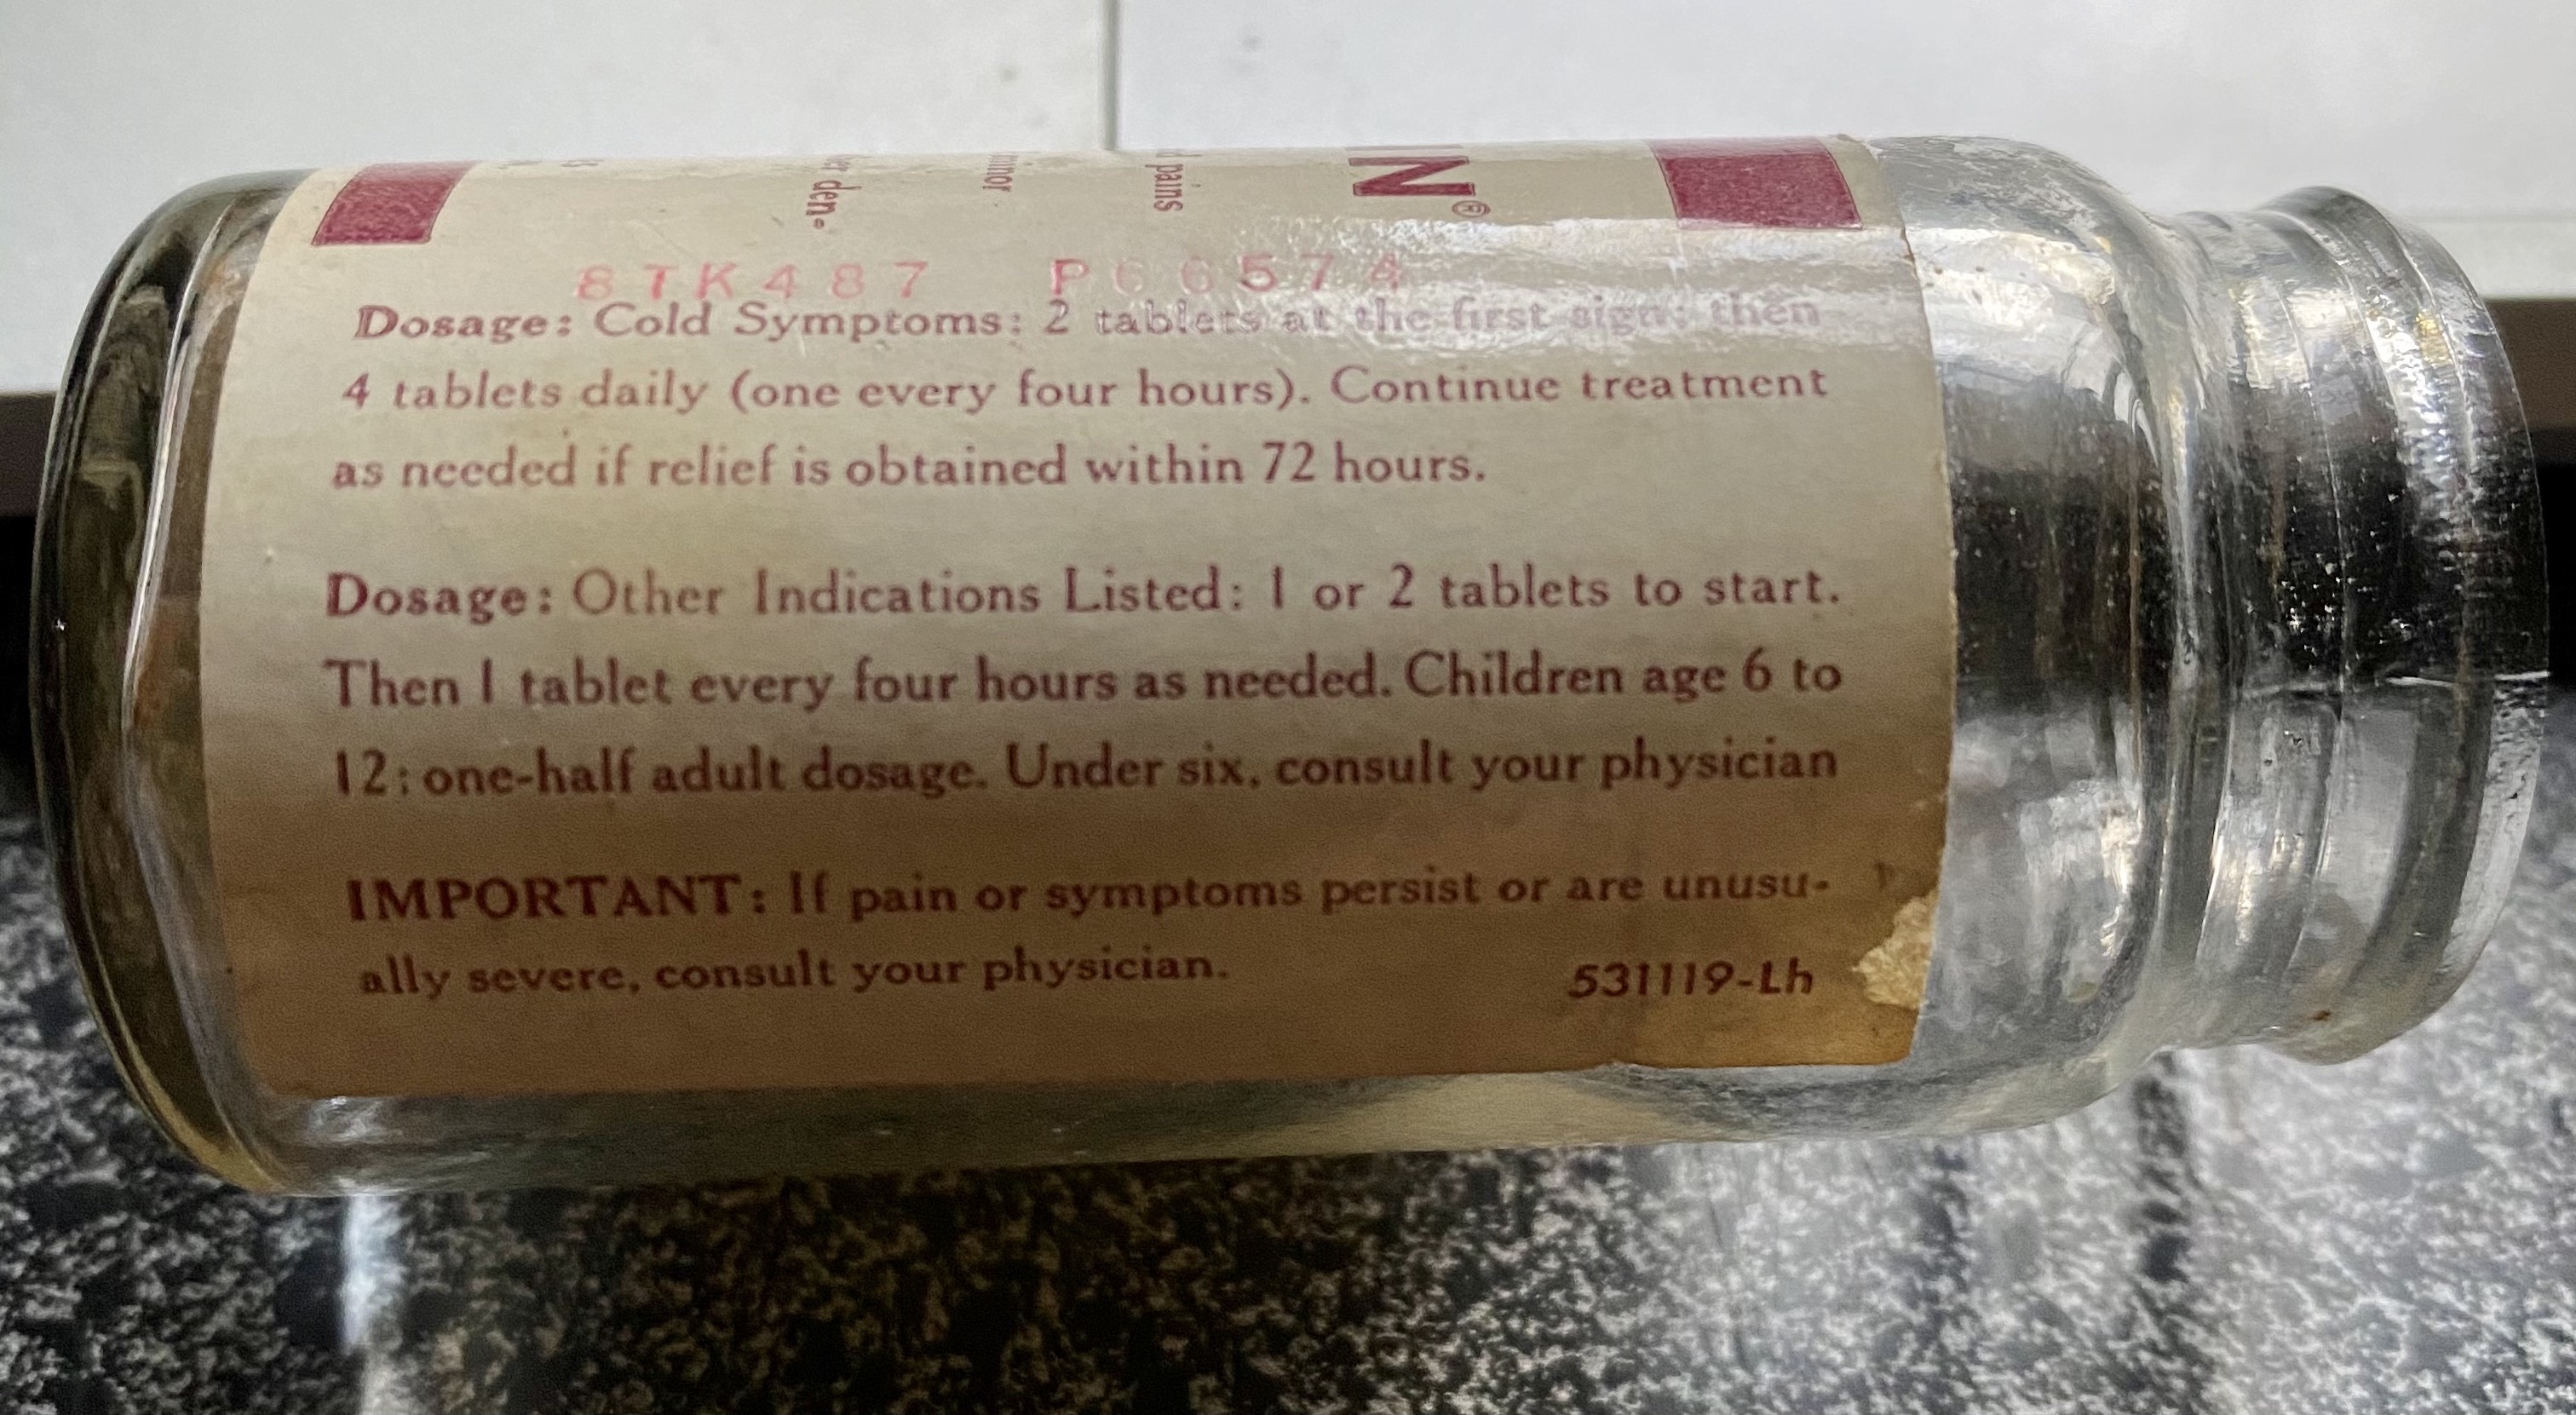 IN®
pains
minor
den-
8TK487 P66574
Dosage: Cold Symptoms: 2 tablets at the first sign; then
4 tablets daily (one every four hours). Continue treatment
as needed if relief is obtained within 72 hours.
Dosage: Other Indications Listed: 1 or 2 tablets to start.
Then 1 tablet every four hours as needed. Children age 6 to
12: one-half adult dosage. Under six, consult your physician
IMPORTANT: If pain or symptoms persist or are unusu-
ally severe, consult your physician.
531119-Lh